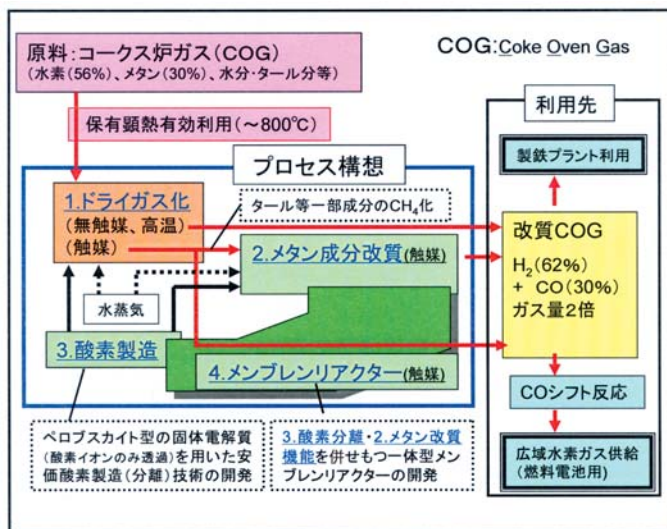 原料:コークス炉ガス(COG)
(水素(56%)、メタン(30%)、水分・タール分等)
COG:Coke Oven Gas
保有顕熱有効利用(~800℃)
利用先
プロセス構想
製鉄プラント利用
1.ドライガス化
(無触媒、高温)
(触媒)
タール等一部成分のCH4化
2.メタン成分改質(触媒)
改質COG
H2(62%)
+ CO(30%)
ガス量2倍
水蒸気
3.酸素製造
4.メンブレンリアクター(触媒)
COシフト反応
ペロブスカイト型の固体電解質
(酸素イオンのみ透過)を用いた安
価酸素製造(分離)技術の開発
3.酸素分離・2.メタン改質
機能を併せもつ一体型メン
ブレンリアクターの開発
広域水素ガス供給
(燃料電池用)